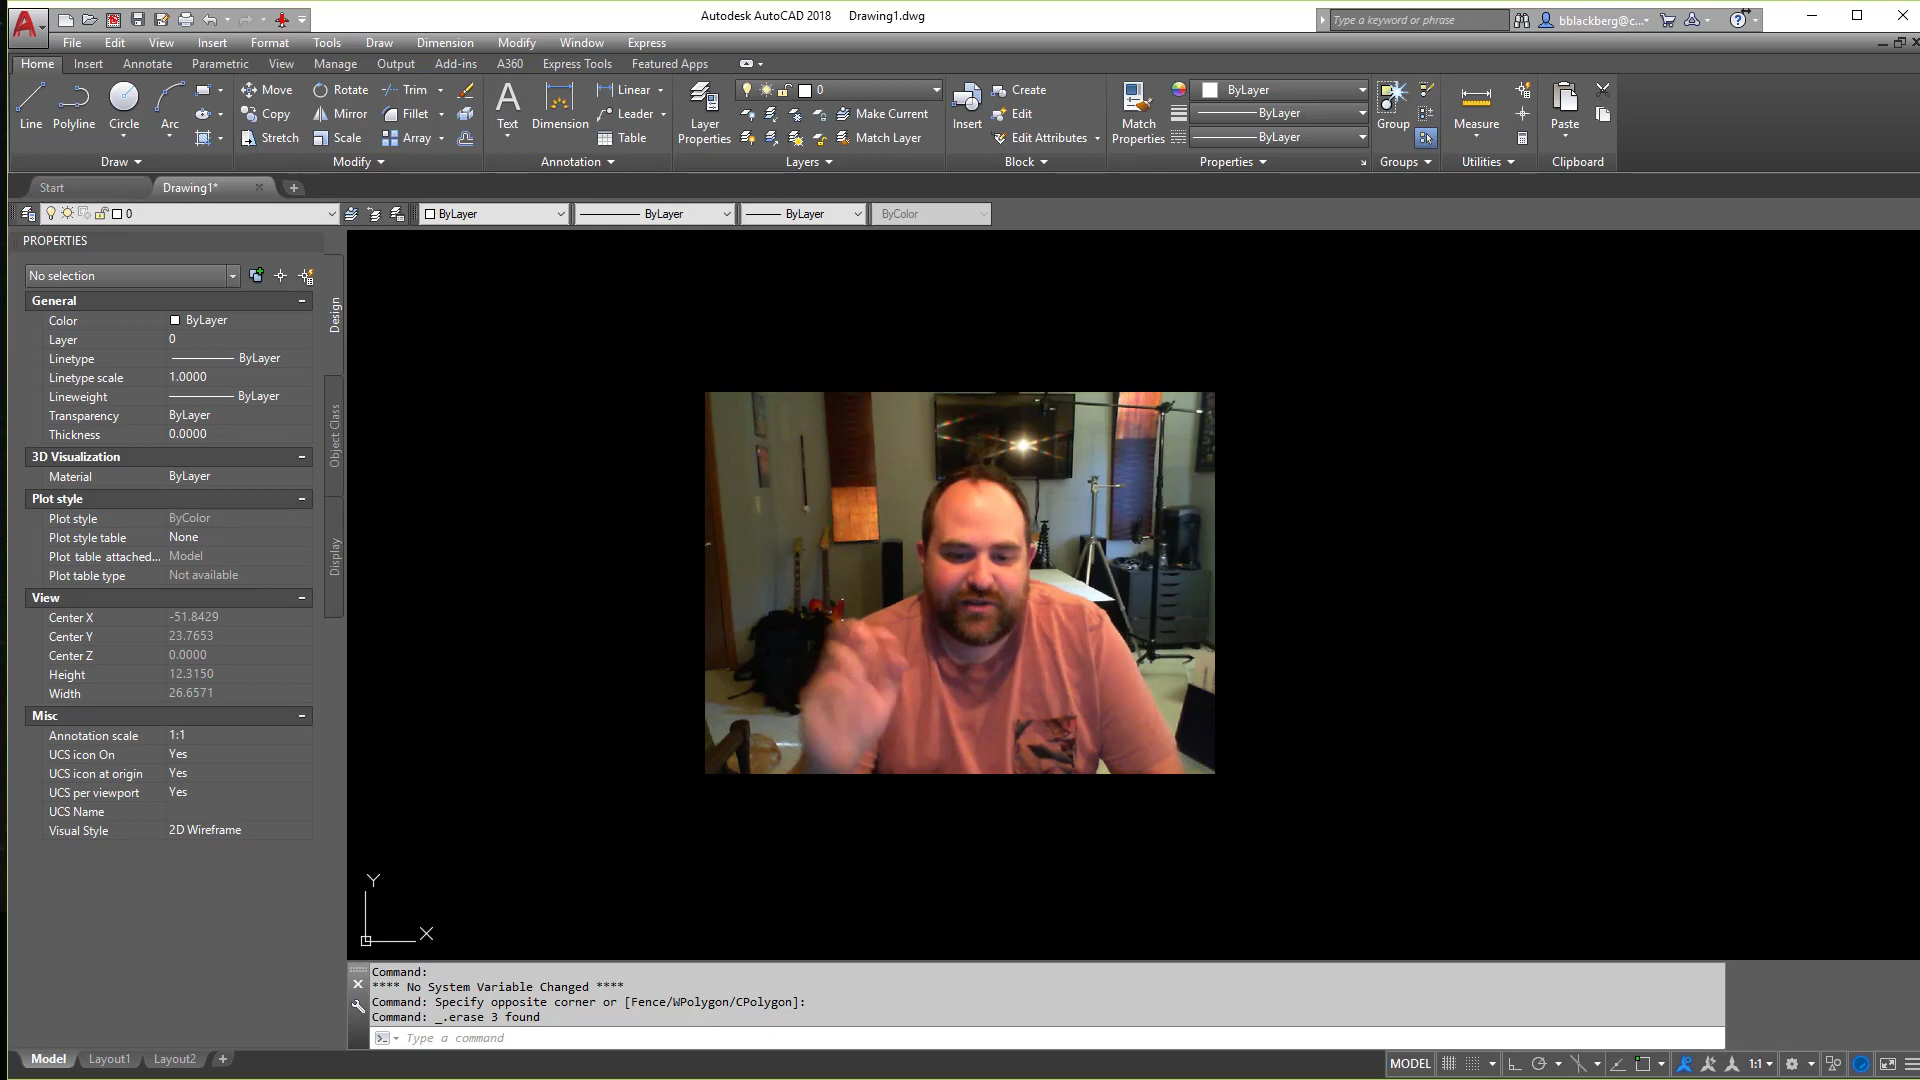 Autodesk AutoCAD 2018 Drawing1.dwg
Type a keyword or phrase
bblackberg@c...
File Edit View Insert Format Tools Draw Dimension Modify Window Express
Home Insert Annotate Parametric View Manage Output Add-ins A360 Express Tools Featured Apps
Line Polyline Circle Arc
Draw
Move Rotate Trim
Copy Mirror Fillet
Stretch Scale Array
Modify
Text Dimension
Linear
Leader
Table
Annotation
Layer Properties
0
Make Current
Match Layer
Layers
Insert
Create
Edit
Edit Attributes
Block
Match Properties
ByLayer
ByLayer
ByLayer
Properties
Group
Groups
Measure
Utilities
Paste
Clipboard
Start Drawing1*
0 ByLayer ByLayer ByLayer ByColor
PROPERTIES
No selection
General
Color ByLayer
Layer 0
Linetype ByLayer
Linetype scale 1.0000
Lineweight ByLayer
Transparency ByLayer
Thickness 0.0000
3D Visualization
Material ByLayer
Plot style
Plot style ByColor
Plot style table None
Plot table attached... Model
Plot table type Not available
View
Center X -51.8429
Center Y 23.7653
Center Z 0.0000
Height 12.3150
Width 26.6571
Misc
Annotation scale 1:1
UCS icon On Yes
UCS icon at origin Yes
UCS per viewport Yes
UCS Name
Visual Style 2D Wireframe
Design
Object Class
Display
Y
X
Command:
**** No System Variable Changed ****
Command: Specify opposite corner or [Fence/WPolygon/CPolygon]:
Command: _.erase 3 found
Type a command
Model Layout1 Layout2 +
MODEL 1:1